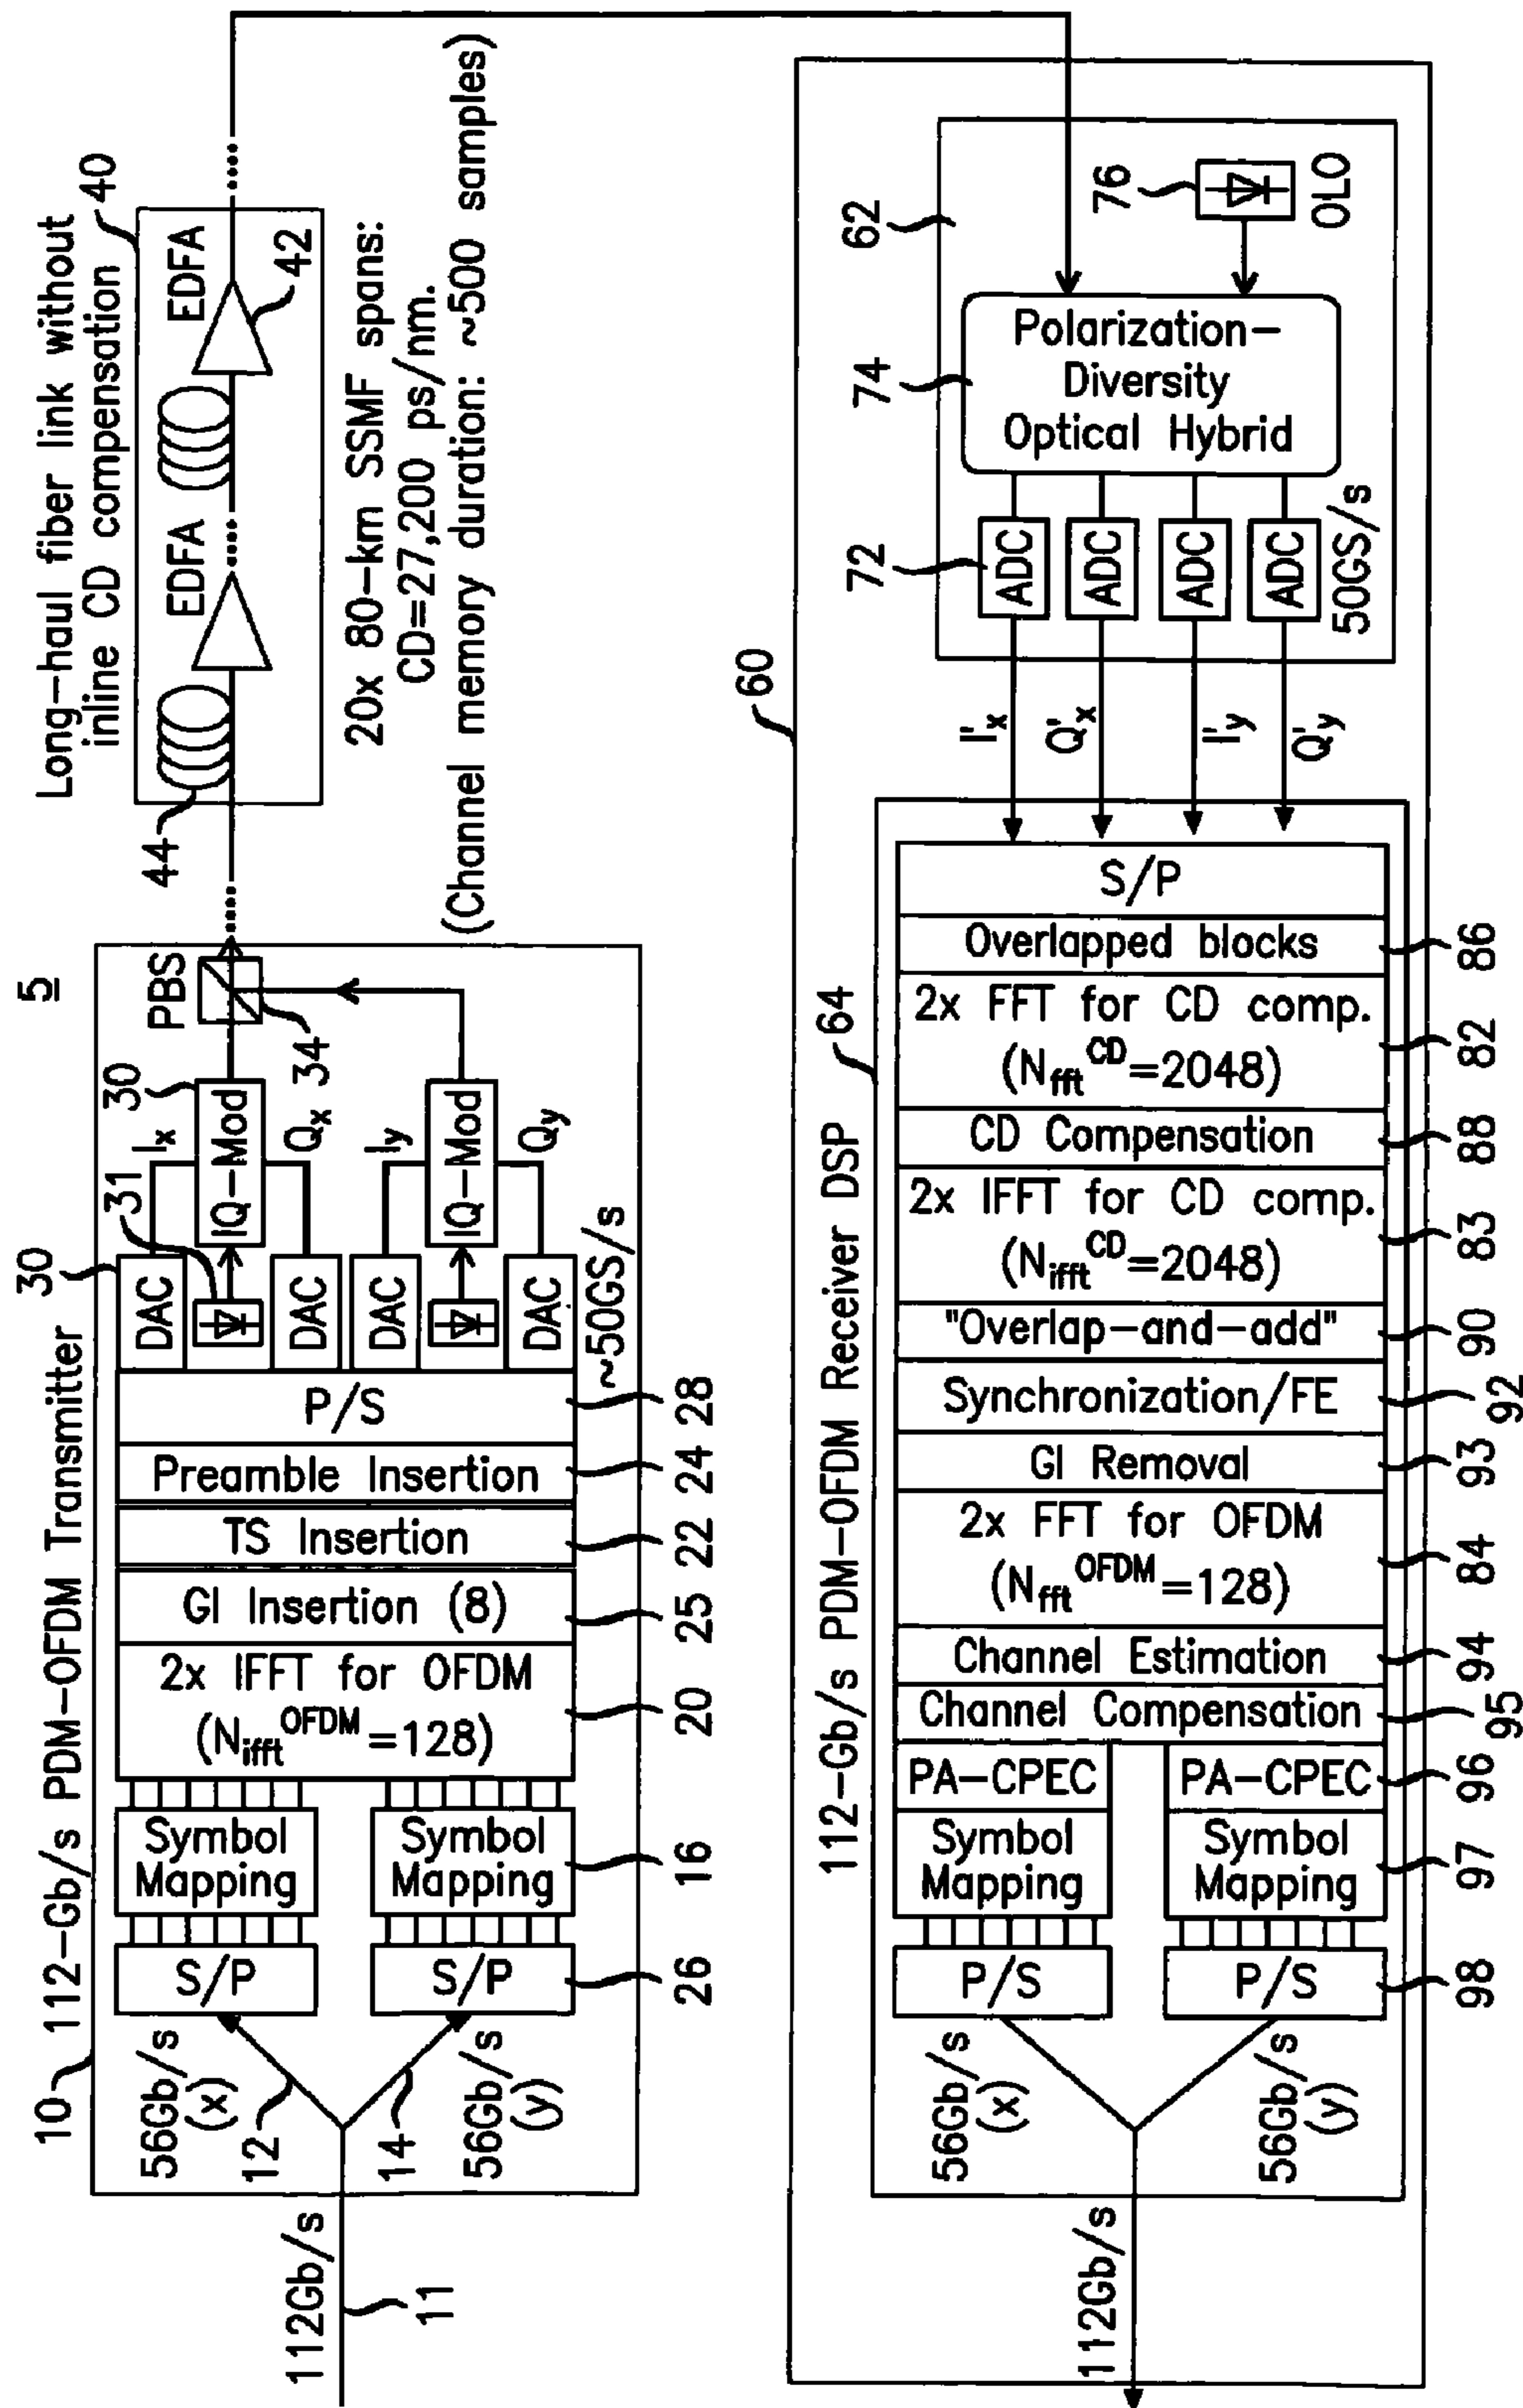 5
10
112-Gb/s PDM-OFDM Transmitter
112Gb/s
11
56Gb/s
(x)
12
14
56Gb/s
(y)
S/P
S/P
26
Symbol
Mapping
Symbol
Mapping
16
2x IFFT for OFDM
(N_ifft^OFDM=128)
20
GI Insertion (8)
25
TS Insertion
22
Preamble Insertion
24
P/S
28
30
DAC
DAC
DAC
DAC
~50GS/s
31
I_x
Q_x
I_y
Q_y
30
IQ-Mod
IQ-Mod
PBS
34
Long-haul fiber link without
inline CD compensation
40
44
EDFA
EDFA
42
20x 80-km SSMF spans:
CD=27,200 ps/nm.
(Channel memory duration: ~500 samples)
60
62
76
OLO
74
Polarization-
Diversity
Optical Hybrid
72
ADC
ADC
ADC
ADC
50GS/s
I'_x
Q'_x
I'_y
Q'_y
112-Gb/s PDM-OFDM Receiver DSP
64
S/P
Overlapped blocks
86
2x FFT for CD comp.
(N_fft^CD=2048)
82
CD Compensation
88
2x IFFT for CD comp.
(N_ifft^CD=2048)
83
"Overlap-and-add"
90
Synchronization/FE
92
GI Removal
93
2x FFT for OFDM
(N_fft^OFDM=128)
84
Channel Estimation
94
Channel Compensation
95
PA-CPEC
PA-CPEC
96
Symbol
Mapping
Symbol
Mapping
97
P/S
P/S
98
56Gb/s
(x)
56Gb/s
(y)
112Gb/s